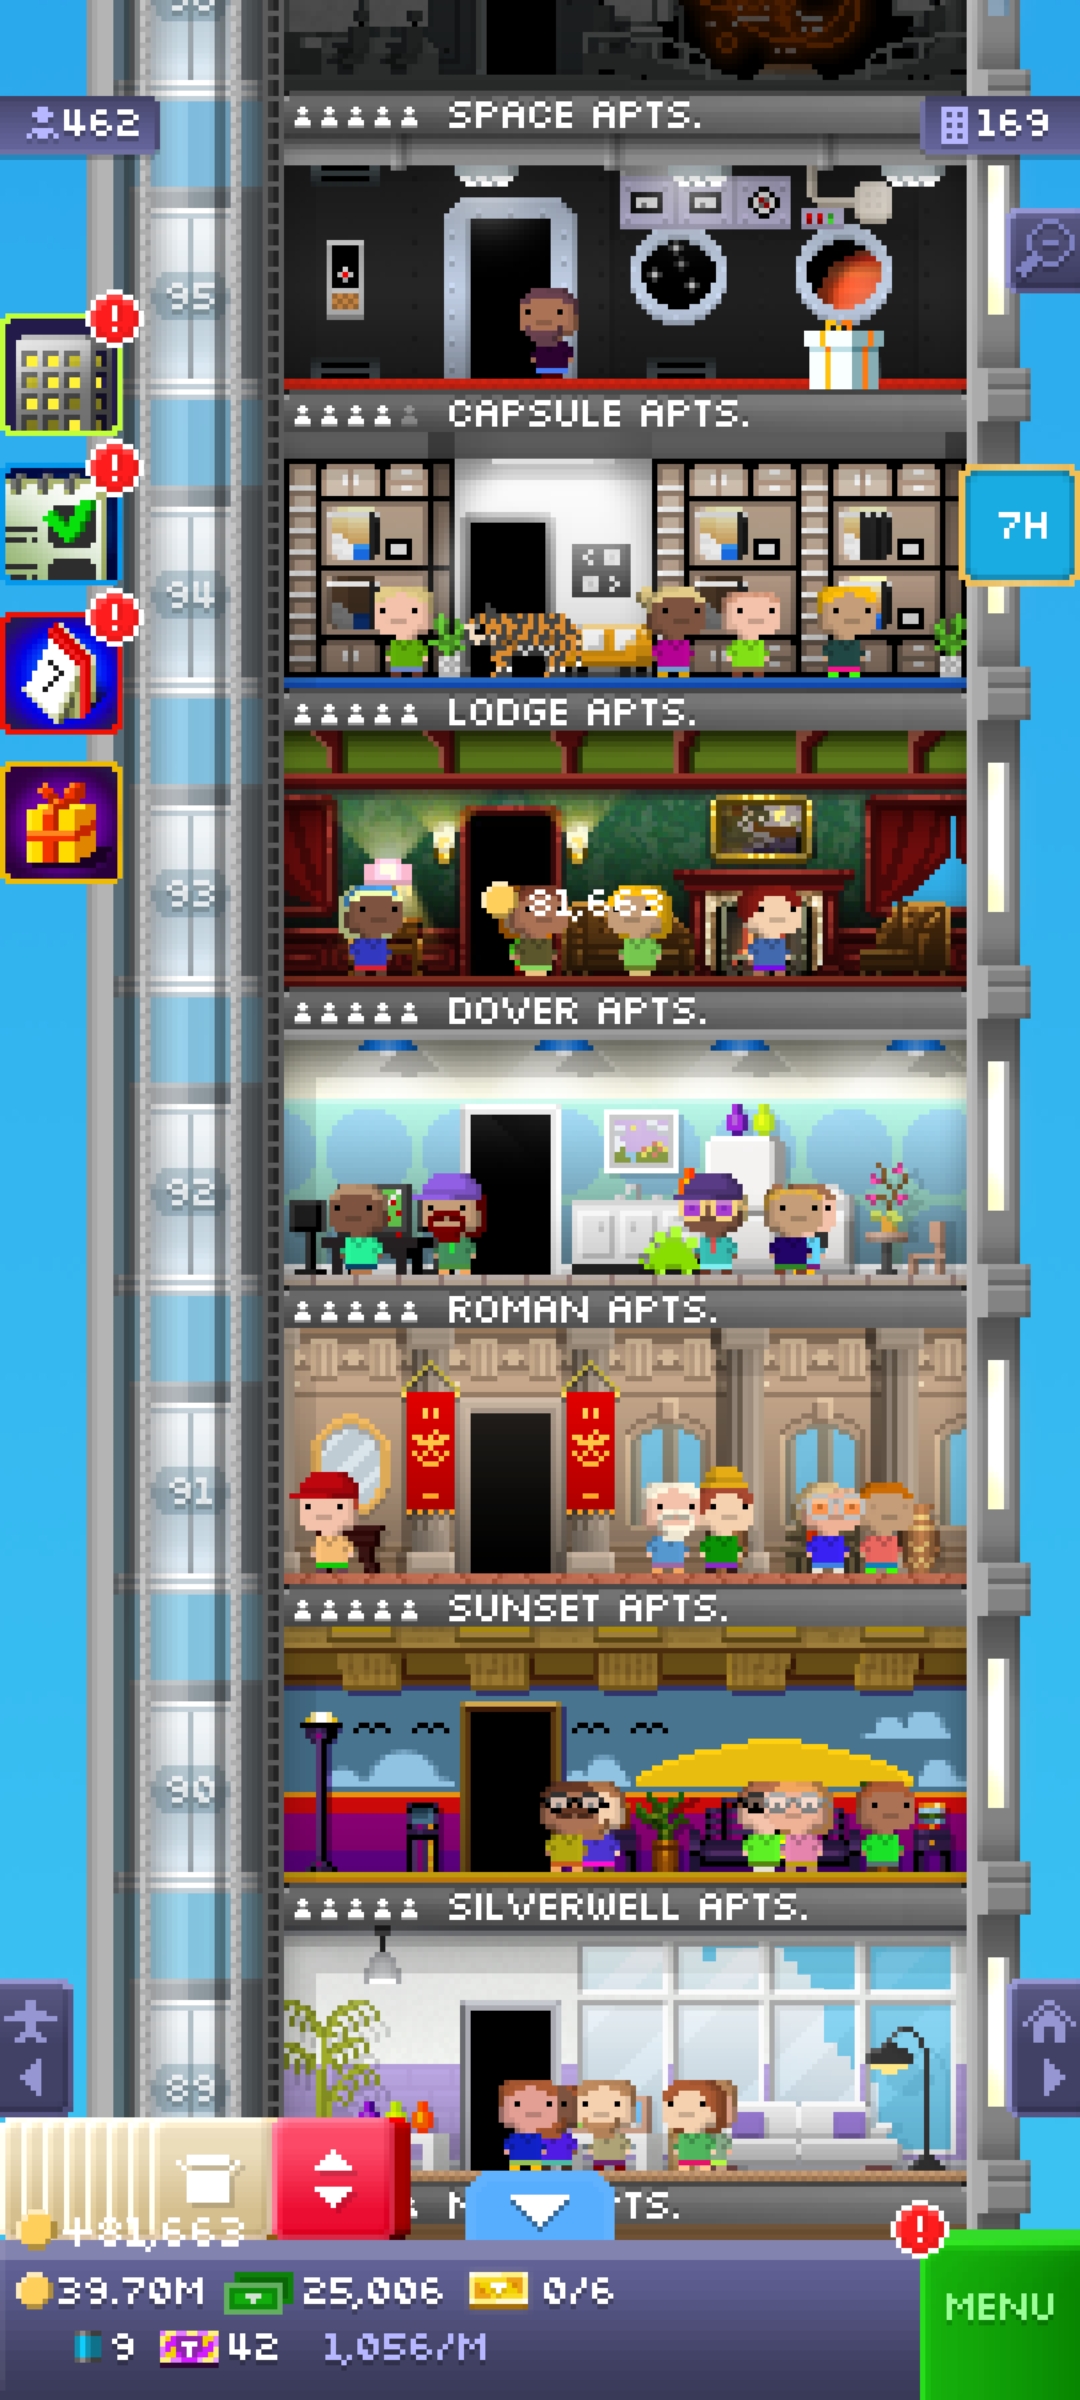 SPACE APTS.
462
169
95
CAPSULE APTS.
7H
94
LODGE APTS.
93
81,663
DOVER APTS.
92
ROMAN APTS.
91
SUNSET APTS.
90
SILVERWELL APTS.
89
+81,663
39.70M 25,006 0/6
MENU
9 42 1,056/M